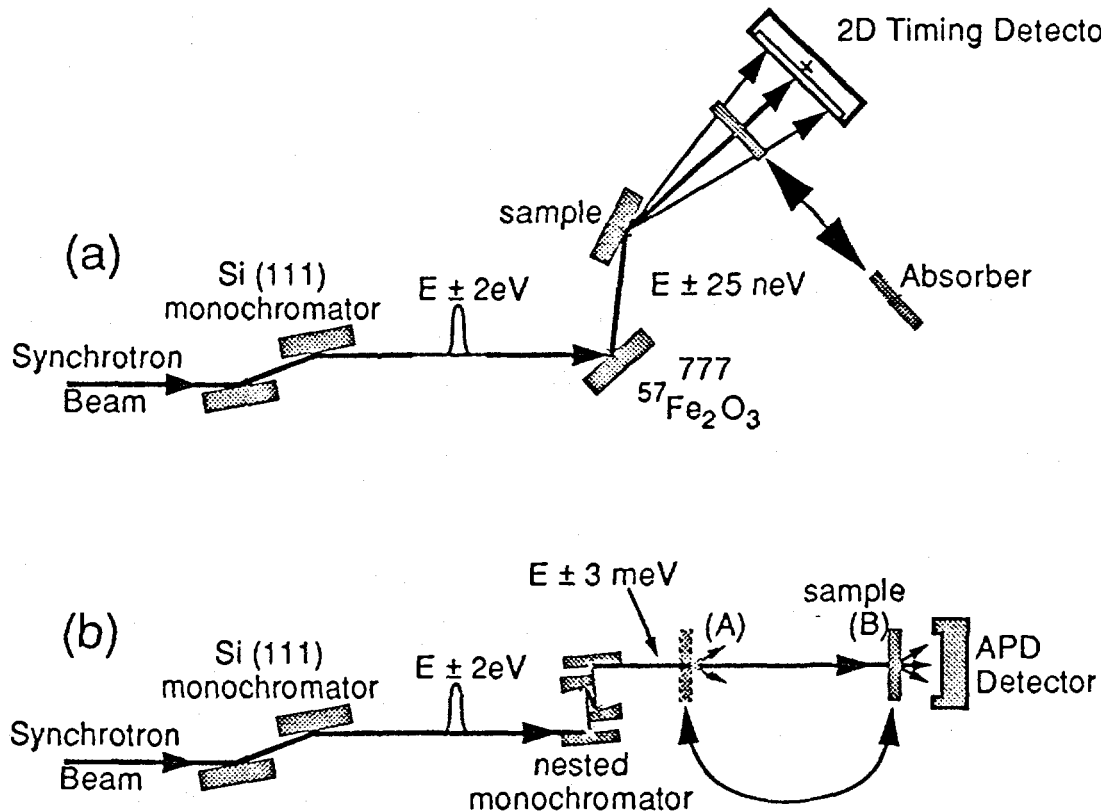 2D Timing Detecto
sample
(a)
Si (111)
monochromator
E ± 2eV
E ± 25 neV
Absorber
Synchrotron
Beam
777
⁵⁷Fe₂O₃
E ± 3 meV
sample
(A)
(B)
(b)
Si (111)
monochromator
E ± 2eV
APD
Detector
Synchrotron
Beam
nested
monochromator